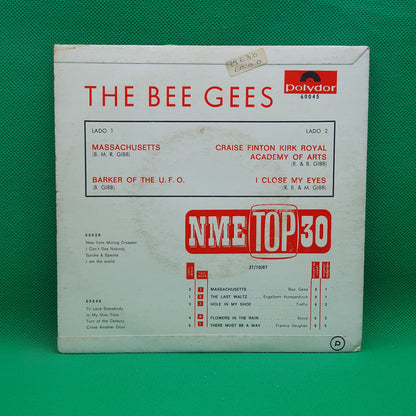 Polydor
60045
THE BEE GEES
LADO 1
LADO 2
MASSACHUSETTS
(B. M. R. GIBB)
CRAISE FINTON KIRK ROYAL
ACADEMY OF ARTS
(R. & B. GIBB)
BARKER OF THE U.F.O.
(B. GIBB)
I CLOSE MY EYES
(R. B. & M. GIBB)
NME TOP 30
21/10/67
New York Mining Disaster
I Can't See Nobody
Spicks & Specks
I am the world
60040
To Love Somebody
In My Own Time
Turn of the Century
Close Another Door
MASSACHUSETTS Bee Gees
THE LAST WALTZ Engelbert Humperdinck
HOLE IN MY SHOE Traffic
FLOWERS IN THE RAIN Move
THERE MUST BE A WAY Frankie Vaughan
P